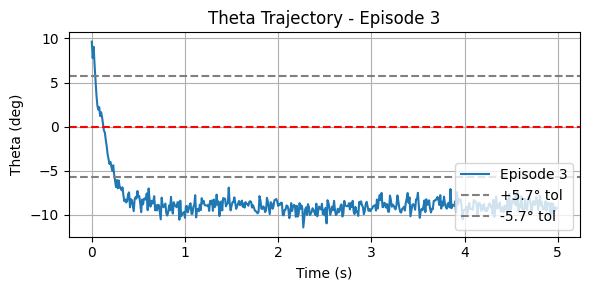 Theta Trajectory - Episode 3
Theta (deg)
10
5
0
−5
−10
Episode 3
+5.7° tol
-5.7° tol
0
1
2
3
4
5
Time (s)